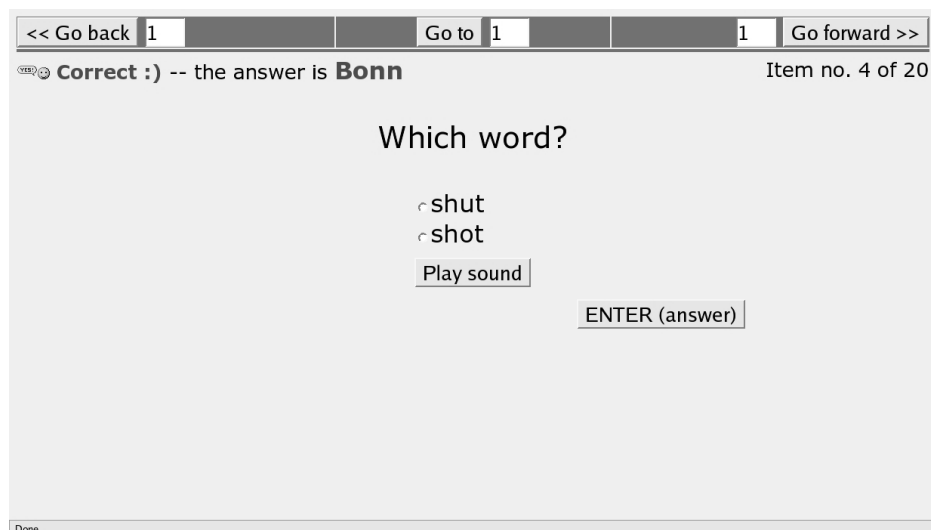 << Go back 1 Go to 1 1 Go forward >>
YES! Correct :) -- the answer is Bonn Item no. 4 of 20
Which word?
shut
shot
Play sound
ENTER (answer)
Done